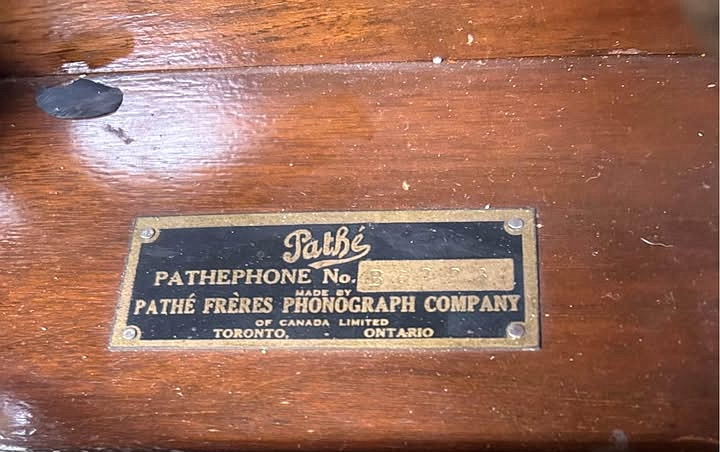 Pathé
PATHEPHONE No.
MADE BY
PATHÉ FRÈRES PHONOGRAPH COMPANY
OF CANADA LIMITED
TORONTO, ONTARIO